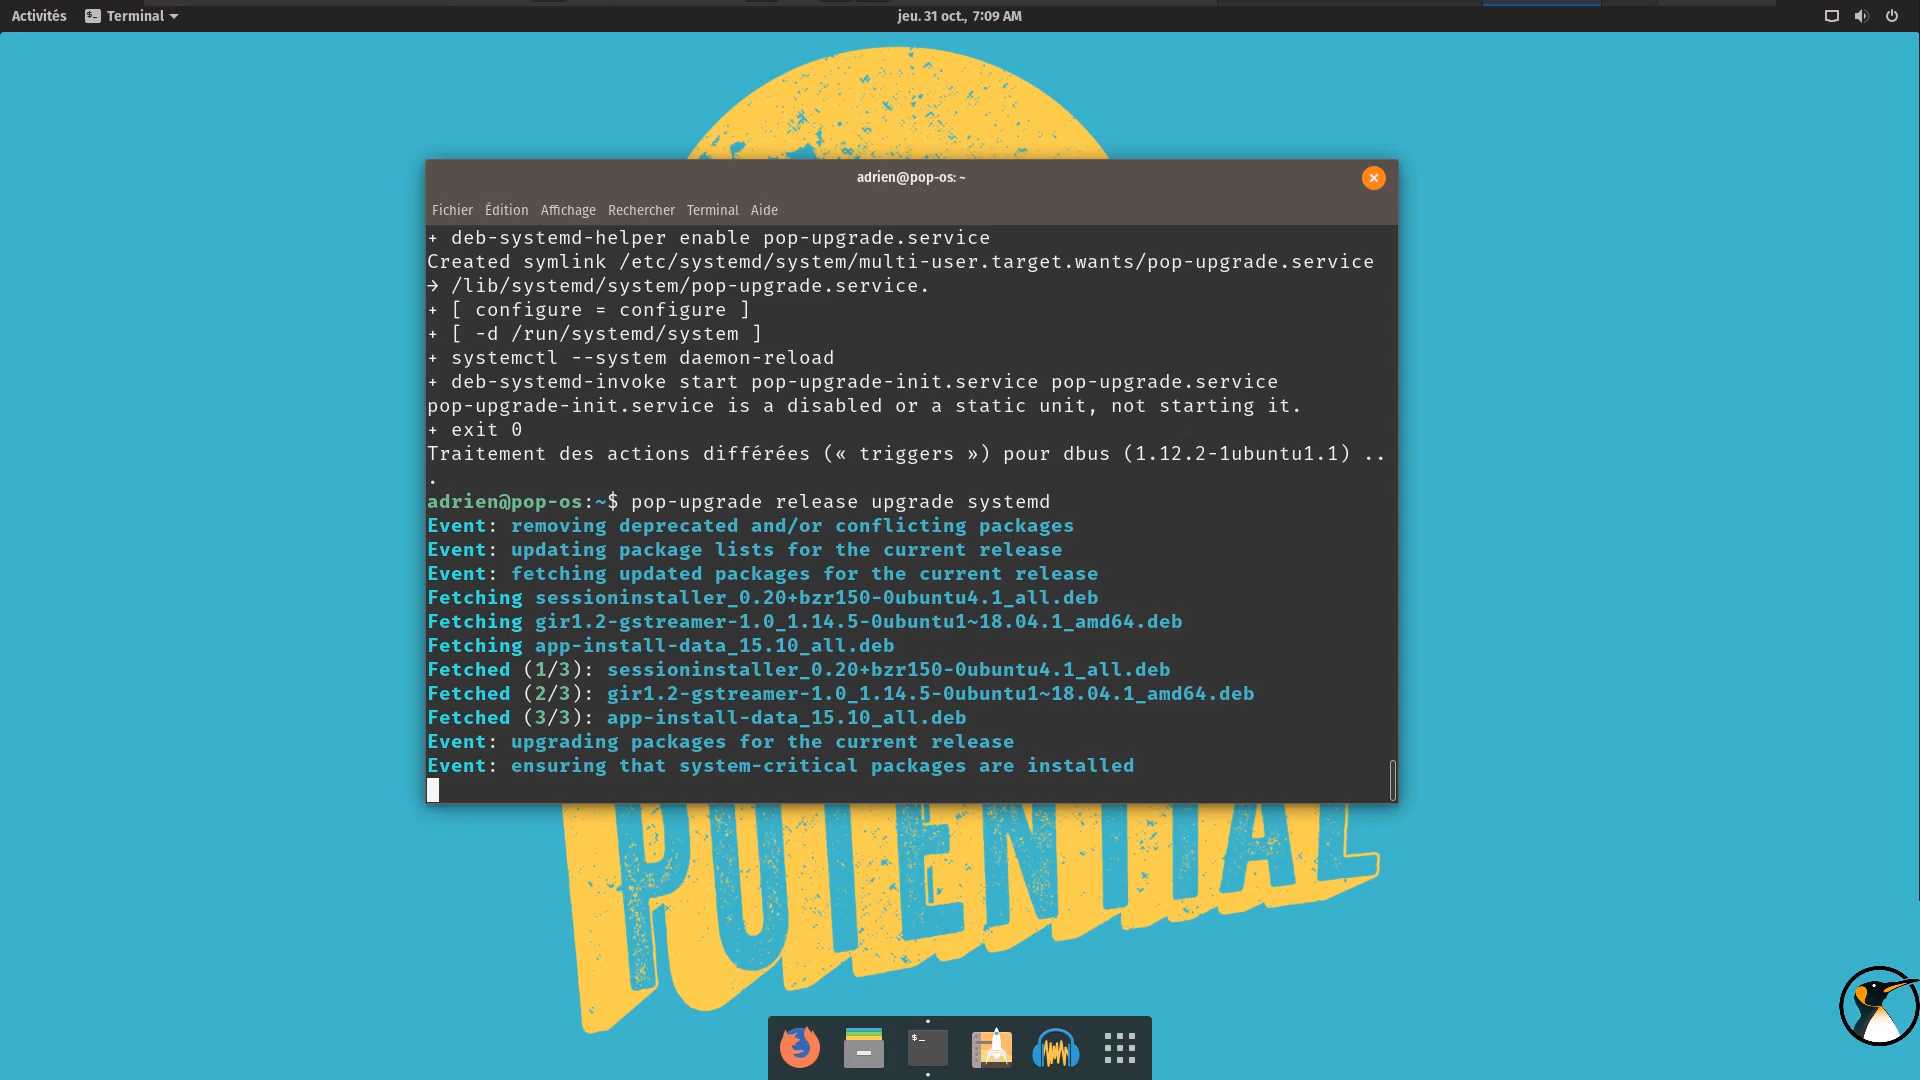 Activités Terminal jeu. 31 oct., 7:09 AM
adrien@pop-os: ~
Fichier Édition Affichage Rechercher Terminal Aide
+ deb-systemd-helper enable pop-upgrade.service
Created symlink /etc/systemd/system/multi-user.target.wants/pop-upgrade.service
→ /lib/systemd/system/pop-upgrade.service.
+ [ configure = configure ]
+ [ -d /run/systemd/system ]
+ systemctl --system daemon-reload
+ deb-systemd-invoke start pop-upgrade-init.service pop-upgrade.service
pop-upgrade-init.service is a disabled or a static unit, not starting it.
+ exit 0
Traitement des actions différées (« triggers ») pour dbus (1.12.2-1ubuntu1.1) ..
.
adrien@pop-os:~$ pop-upgrade release upgrade systemd
Event: removing deprecated and/or conflicting packages
Event: updating package lists for the current release
Event: fetching updated packages for the current release
Fetching sessioninstaller_0.20+bzr150-0ubuntu4.1_all.deb
Fetching gir1.2-gstreamer-1.0_1.14.5-0ubuntu1~18.04.1_amd64.deb
Fetching app-install-data_15.10_all.deb
Fetched (1/3): sessioninstaller_0.20+bzr150-0ubuntu4.1_all.deb
Fetched (2/3): gir1.2-gstreamer-1.0_1.14.5-0ubuntu1~18.04.1_amd64.deb
Fetched (3/3): app-install-data_15.10_all.deb
Event: upgrading packages for the current release
Event: ensuring that system-critical packages are installed
POTENTIAL